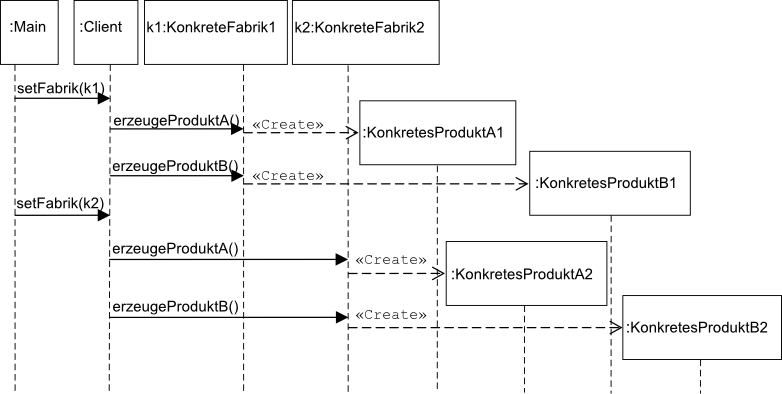 :Main
:Client
k1:KonkreteFabrik1
k2:KonkreteFabrik2
setFabrik(k1)
erzeugeProduktA()
«Create»
:KonkretesProduktA1
erzeugeProduktB()
«Create»
:KonkretesProduktB1
setFabrik(k2)
erzeugeProduktA()
«Create»
:KonkretesProduktA2
erzeugeProduktB()
«Create»
:KonkretesProduktB2